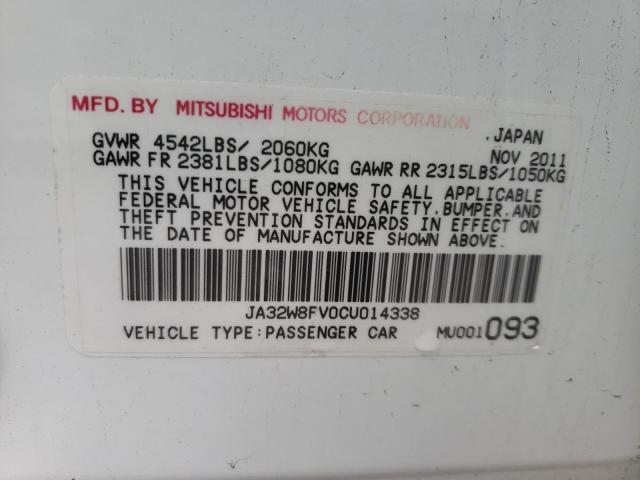 MFD. BY MITSUBISHI MOTORS CORPORATION
.JAPAN
GVWR 4542LBS/ 2060KG NOV 2011
GAWR FR 2381LBS/1080KG GAWR RR 2315LBS/1050KG
THIS VEHICLE CONFORMS TO ALL APPLICABLE
FEDERAL MOTOR VEHICLE SAFETY.BUMPER.AND
THEFT PREVENTION STANDARDS IN EFFECT ON
THE DATE OF MANUFACTURE SHOWN ABOVE.
JA32W8FV0CU014338
VEHICLE TYPE:PASSENGER CAR MU001093